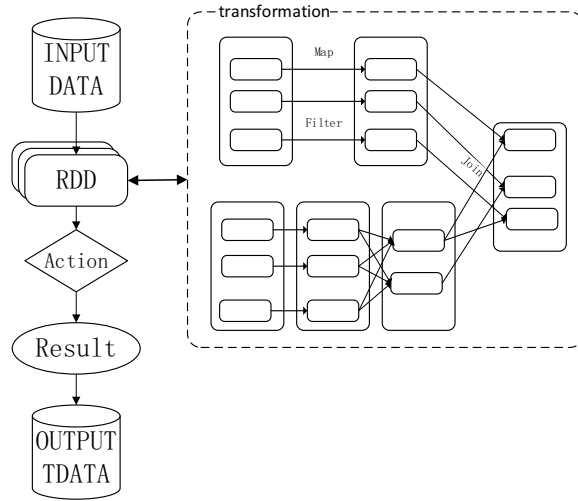 transformation
INPUT
DATA
Map
Filter
Join
RDD
Action
Result
OUTPUT
TDATA